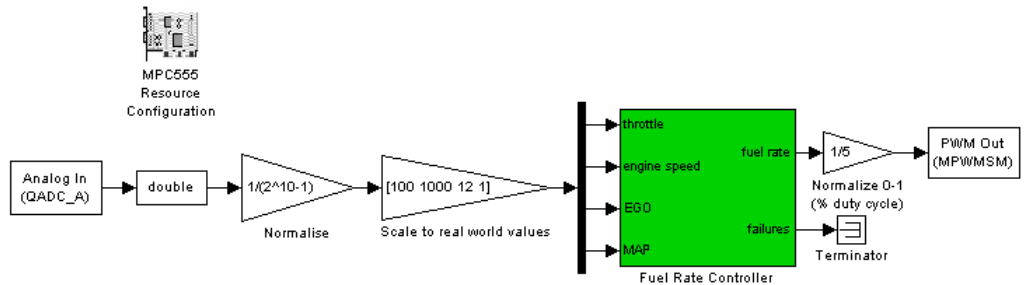 MPC555
Resource
Configuration
Analog In
(QADC_A)
double
1/(2^10-1)
Normalise
[100 1000 12 1]
Scale to real world values
throttle
engine speed
EGO
MAP
fuel rate
failures
Fuel Rate Controller
1/5
Normalize 0-1
(% duty cycle)
Terminator
PWM Out
(MPWMSM)